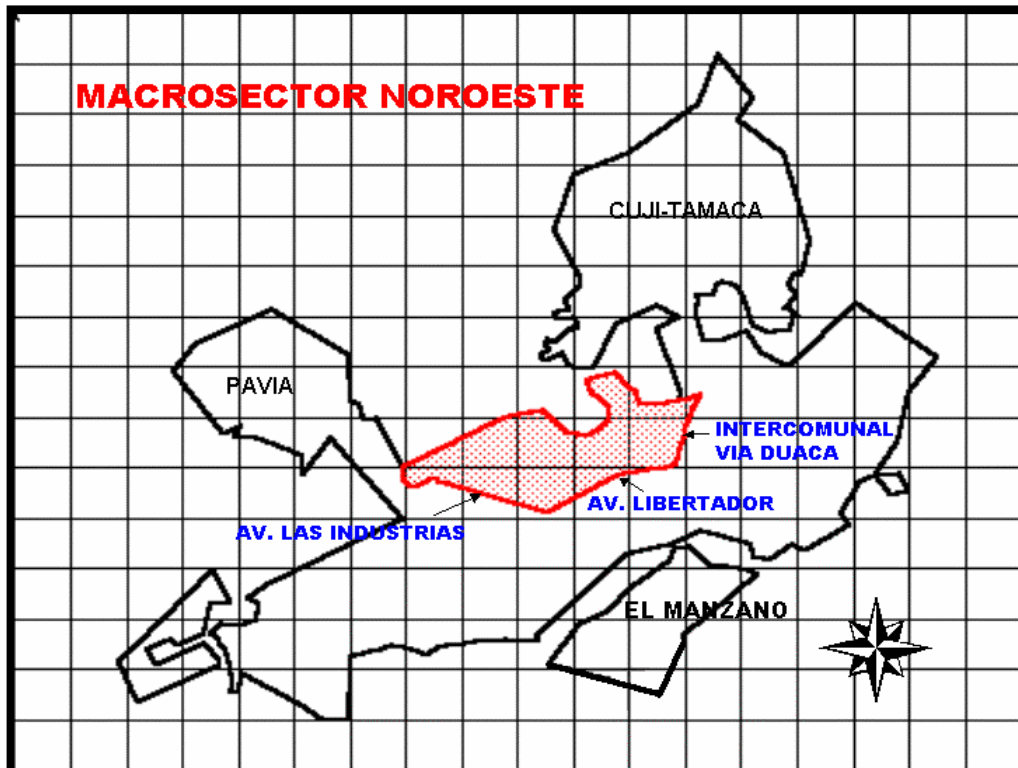 MACROSECTOR NOROESTE
CUJI-TAMACA
PAVIA
INTERCOMUNAL
VIA DUACA
AV. LIBERTADOR
AV. LAS INDUSTRIAS
EL MANZANO